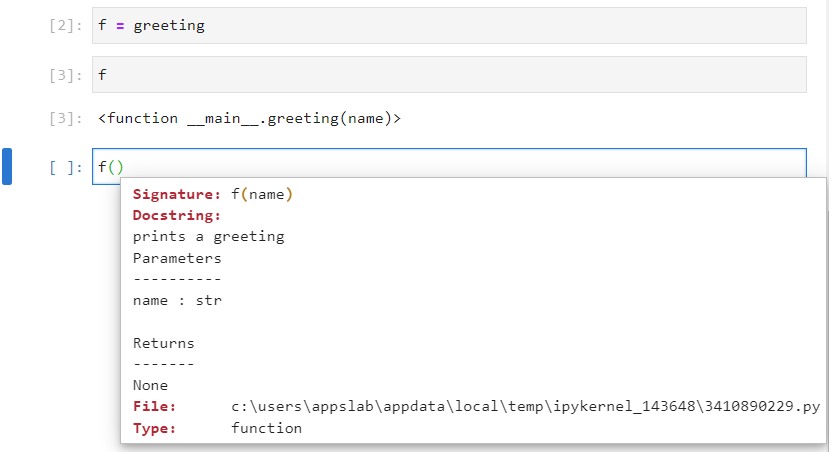 [2]: f = greeting
[3]: f
[3]: <function __main__.greeting(name)>
[ ]: f()
Signature: f(name)
Docstring:
prints a greeting
Parameters
----------
name : str
Returns
-------
None
File: c:\users\appslab\appdata\local\temp\ipykernel_143648\3410890229.py
Type: function